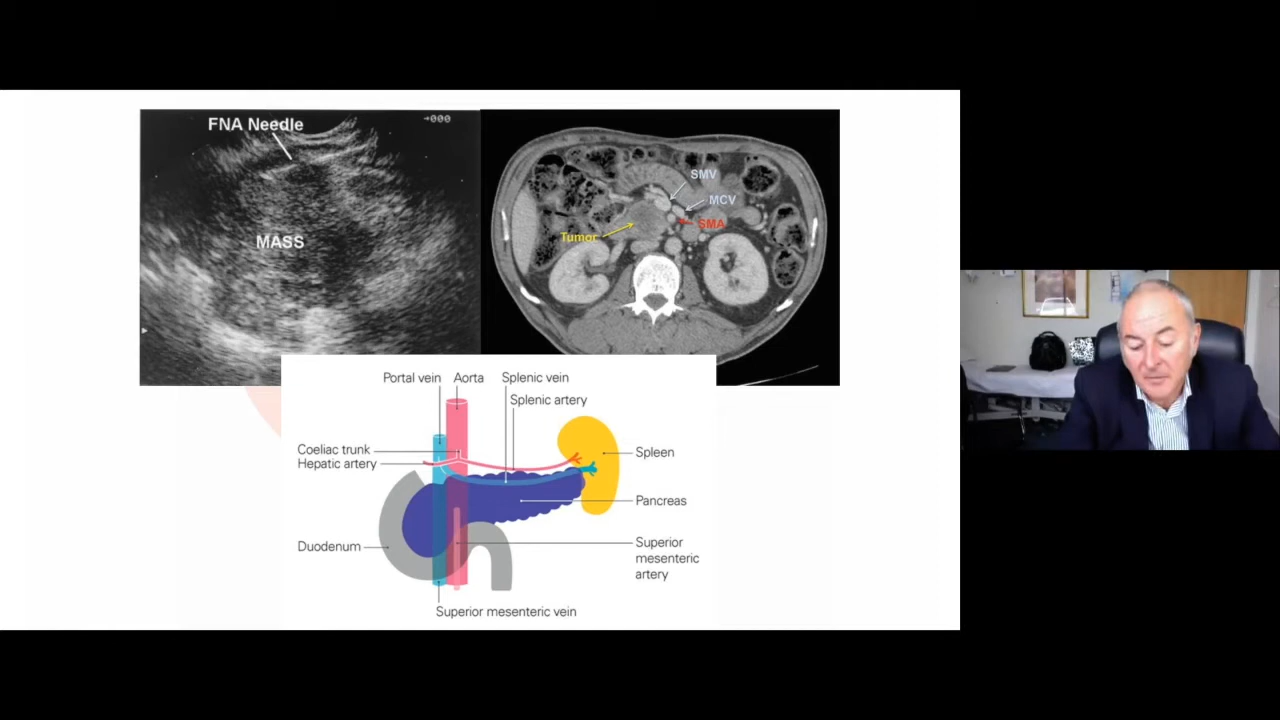 FNA Needle
→000
MASS
SMV
MCV
SMA
Tumor
Portal vein
Aorta
Splenic vein
Splenic artery
Coeliac trunk
Hepatic artery
Spleen
Pancreas
Duodenum
Superior
mesenteric
artery
Superior mesenteric vein